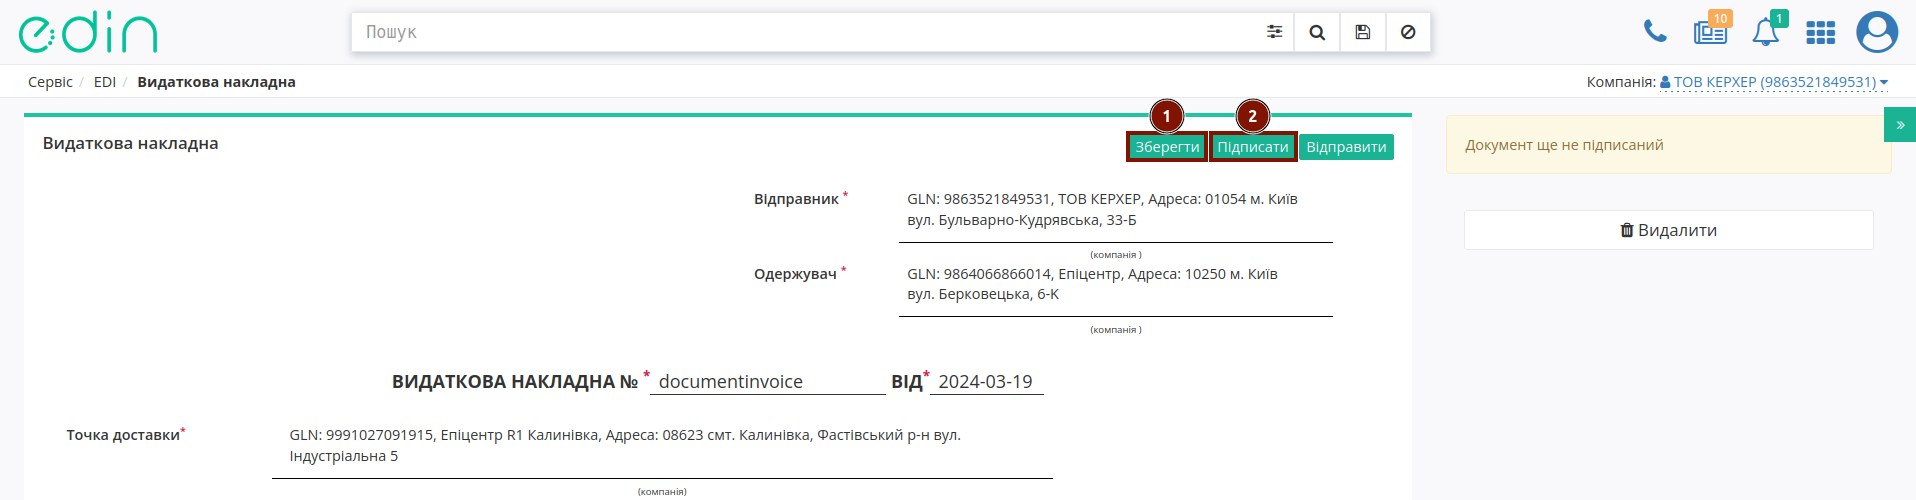 edin
Пошук
10
1
Сервіс / EDI / Видаткова накладна
Компанія: ТОВ КЕРХЕР (9863521849531)
1
2
Видаткова накладна
Зберегти
Підписати
Відправити
»
Документ ще не підписаний
Видалити
Відправник *
GLN: 9863521849531, ТОВ КЕРХЕР, Адреса: 01054 м. Київ
вул. Бульварно-Кудрявська, 33-Б
(компанія )
Одержувач *
GLN: 9864066866014, Епіцентр, Адреса: 10250 м. Київ
вул. Берковецька, 6-К
(компанія )
ВИДАТКОВА НАКЛАДНА № * documentinvoice ВІД* 2024-03-19
Точка доставки*
GLN: 9991027091915, Епіцентр R1 Калинівка, Адреса: 08623 смт. Калинівка, Фастівський р-н вул.
Індустріальна 5
(компанія)